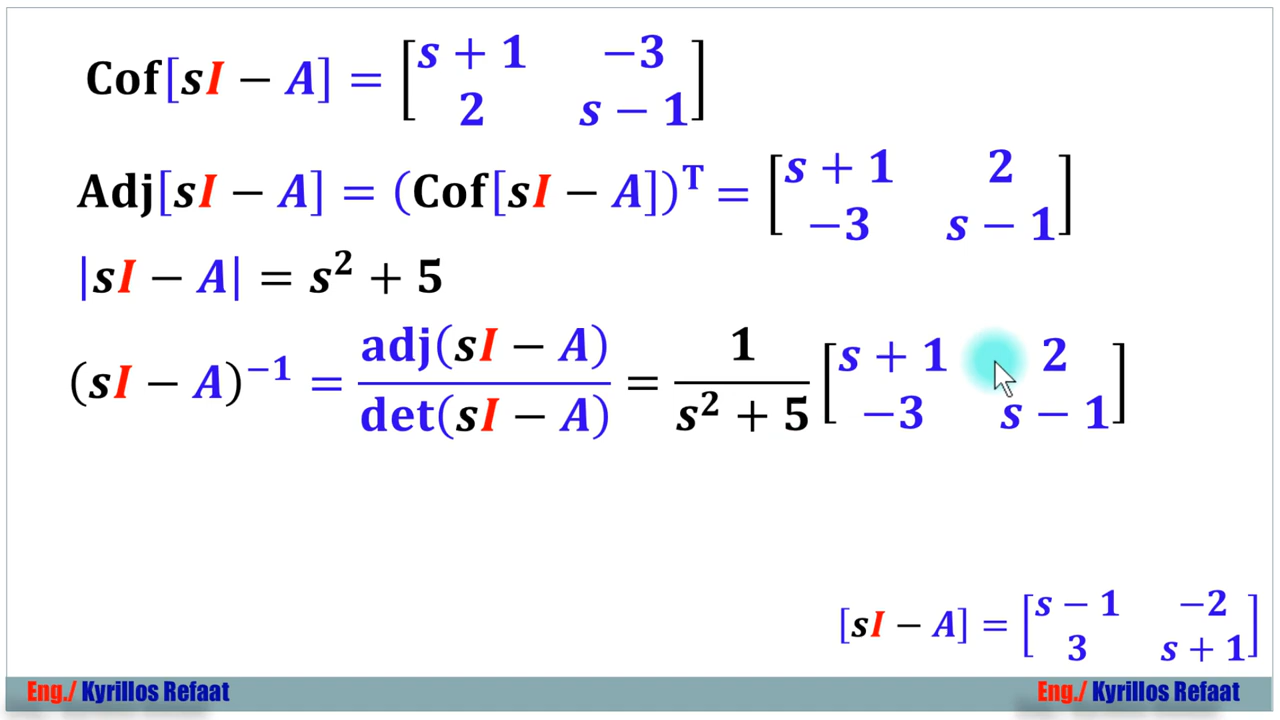 Cof[sI − A] = [s + 1 −3; 2 s − 1]
Adj[sI − A] = (Cof[sI − A])ᵀ = [s + 1 2; −3 s − 1]
|sI − A| = s² + 5
(sI − A)⁻¹ = adj(sI − A) / det(sI − A) = 1 / (s² + 5) [s + 1 2; −3 s − 1]
[sI − A] = [s − 1 −2; 3 s + 1]
Eng./ Kyrillos Refaat Eng./ Kyrillos Refaat